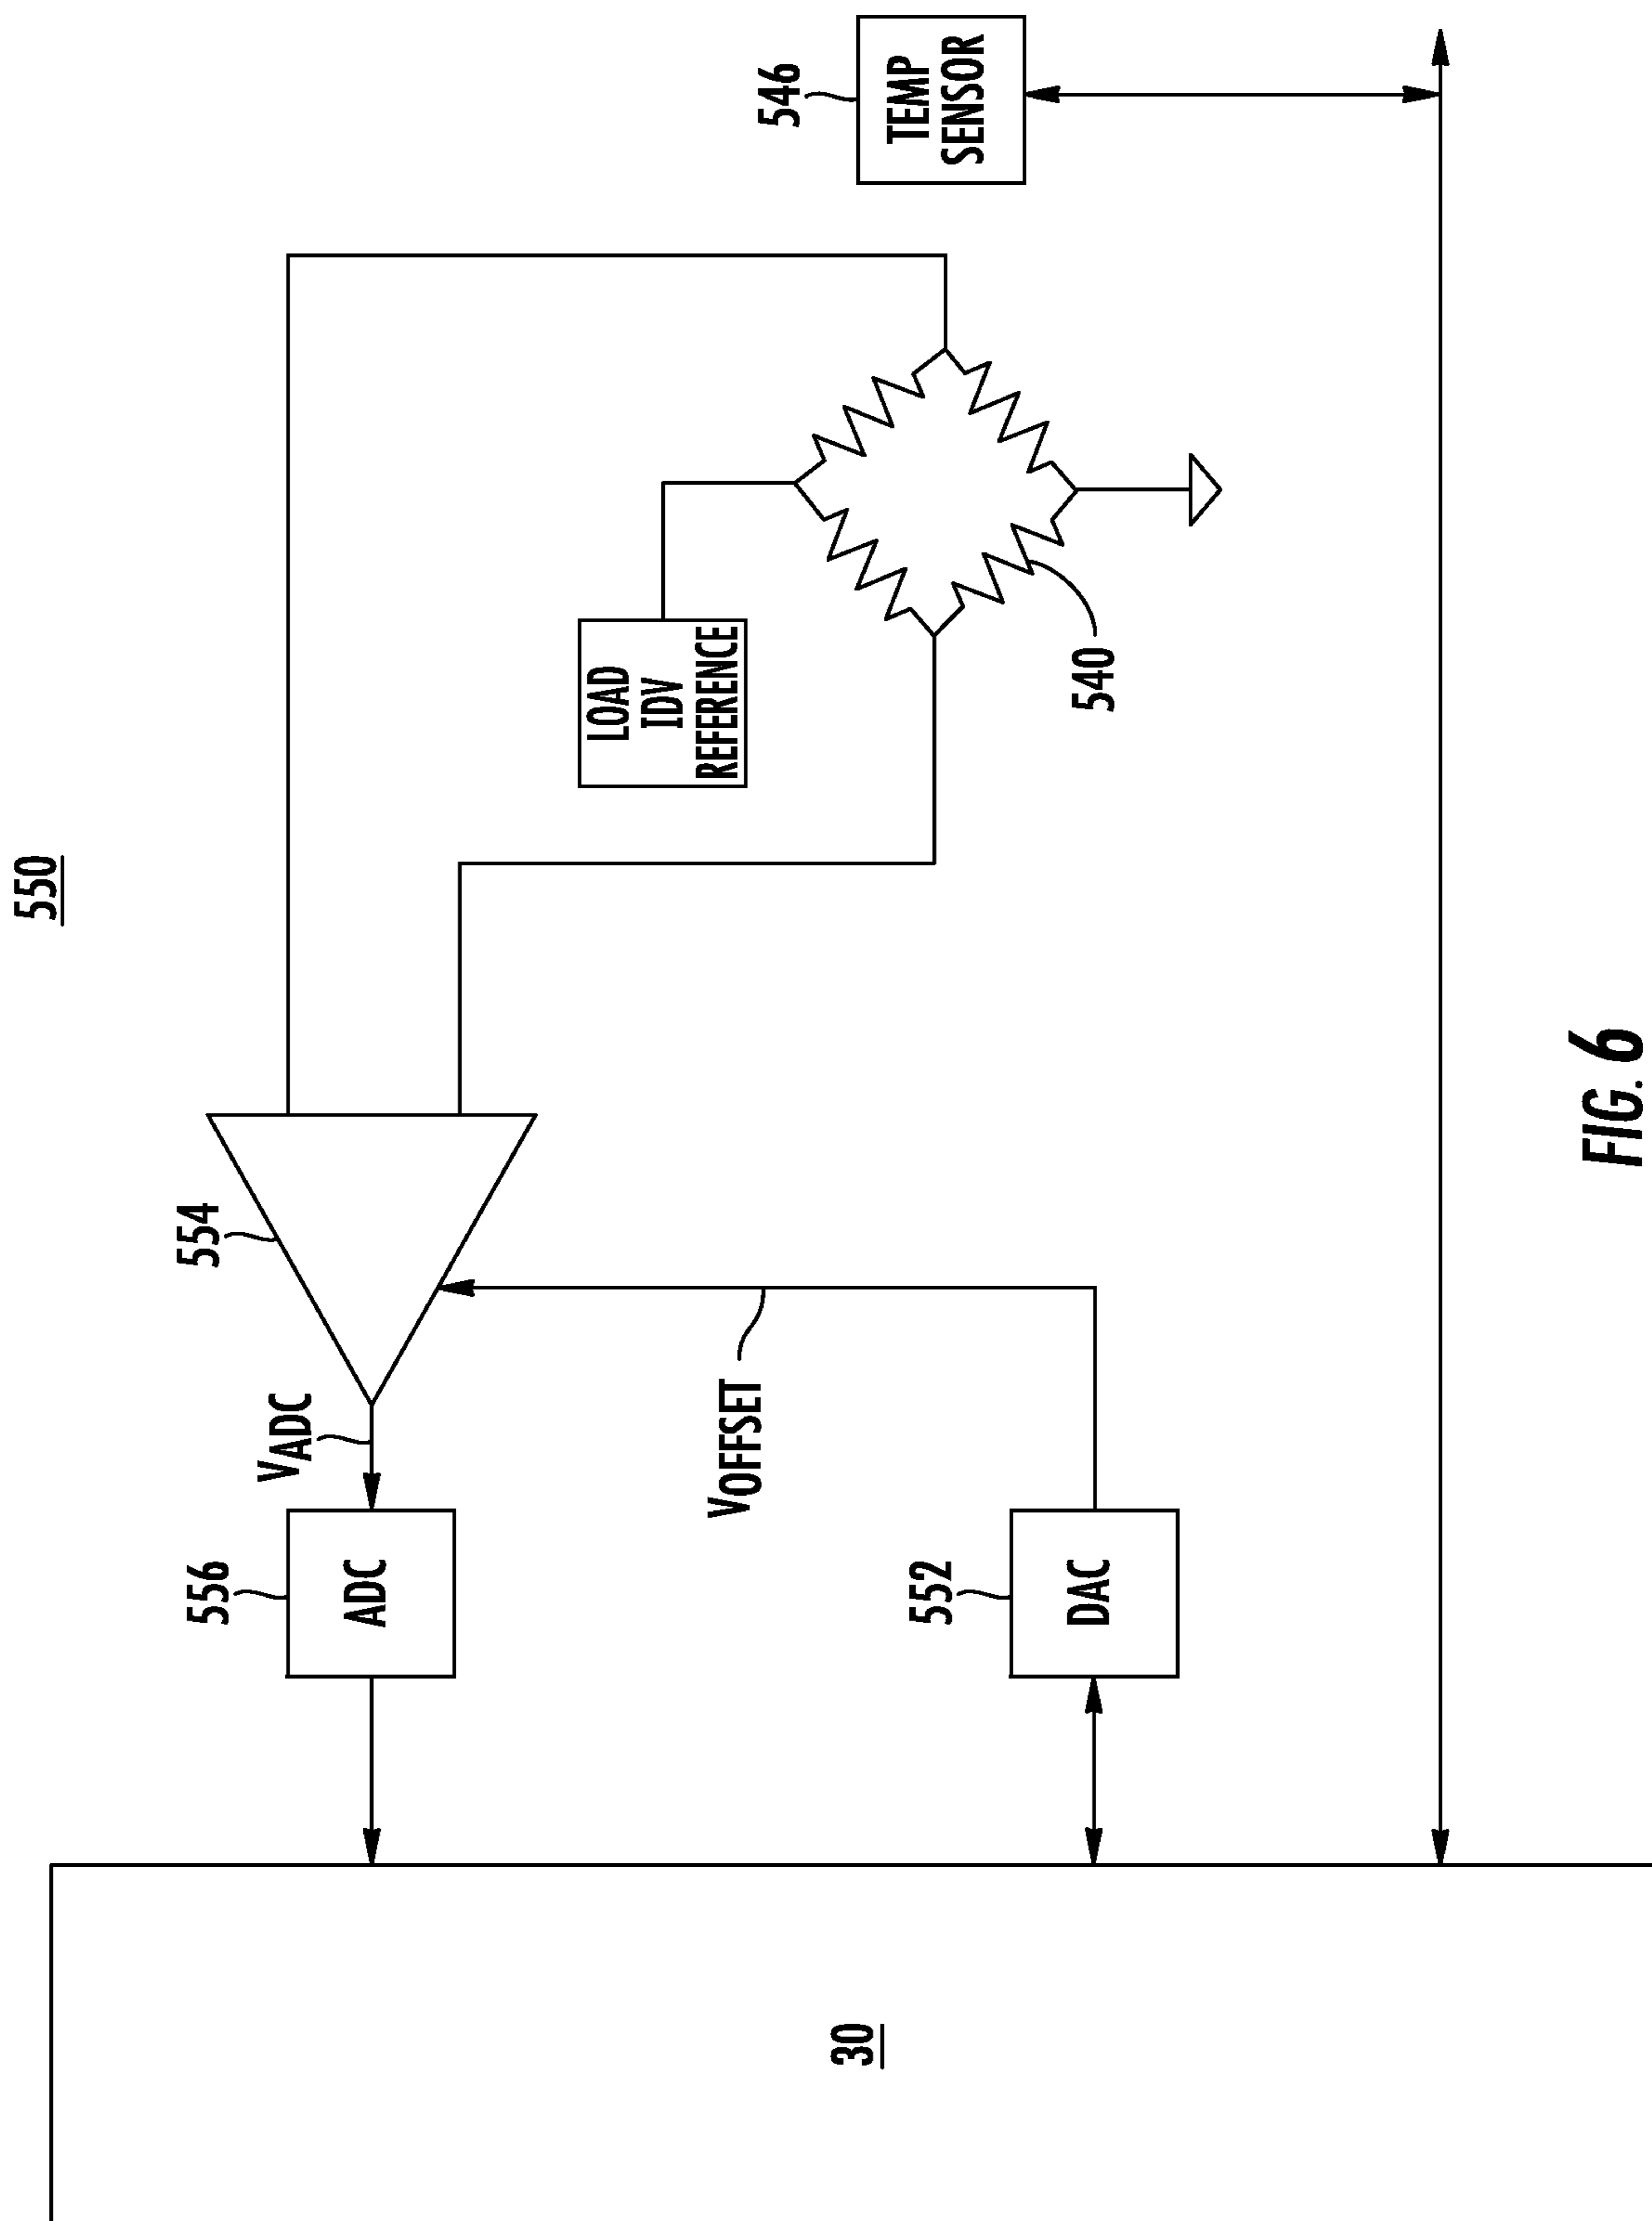 550
554
556
ADC
VADC
VOFFSET
552
DAC
30
LOAD
IDV
REFERENCE
546
TEMP
SENSOR
540
FIG. 6